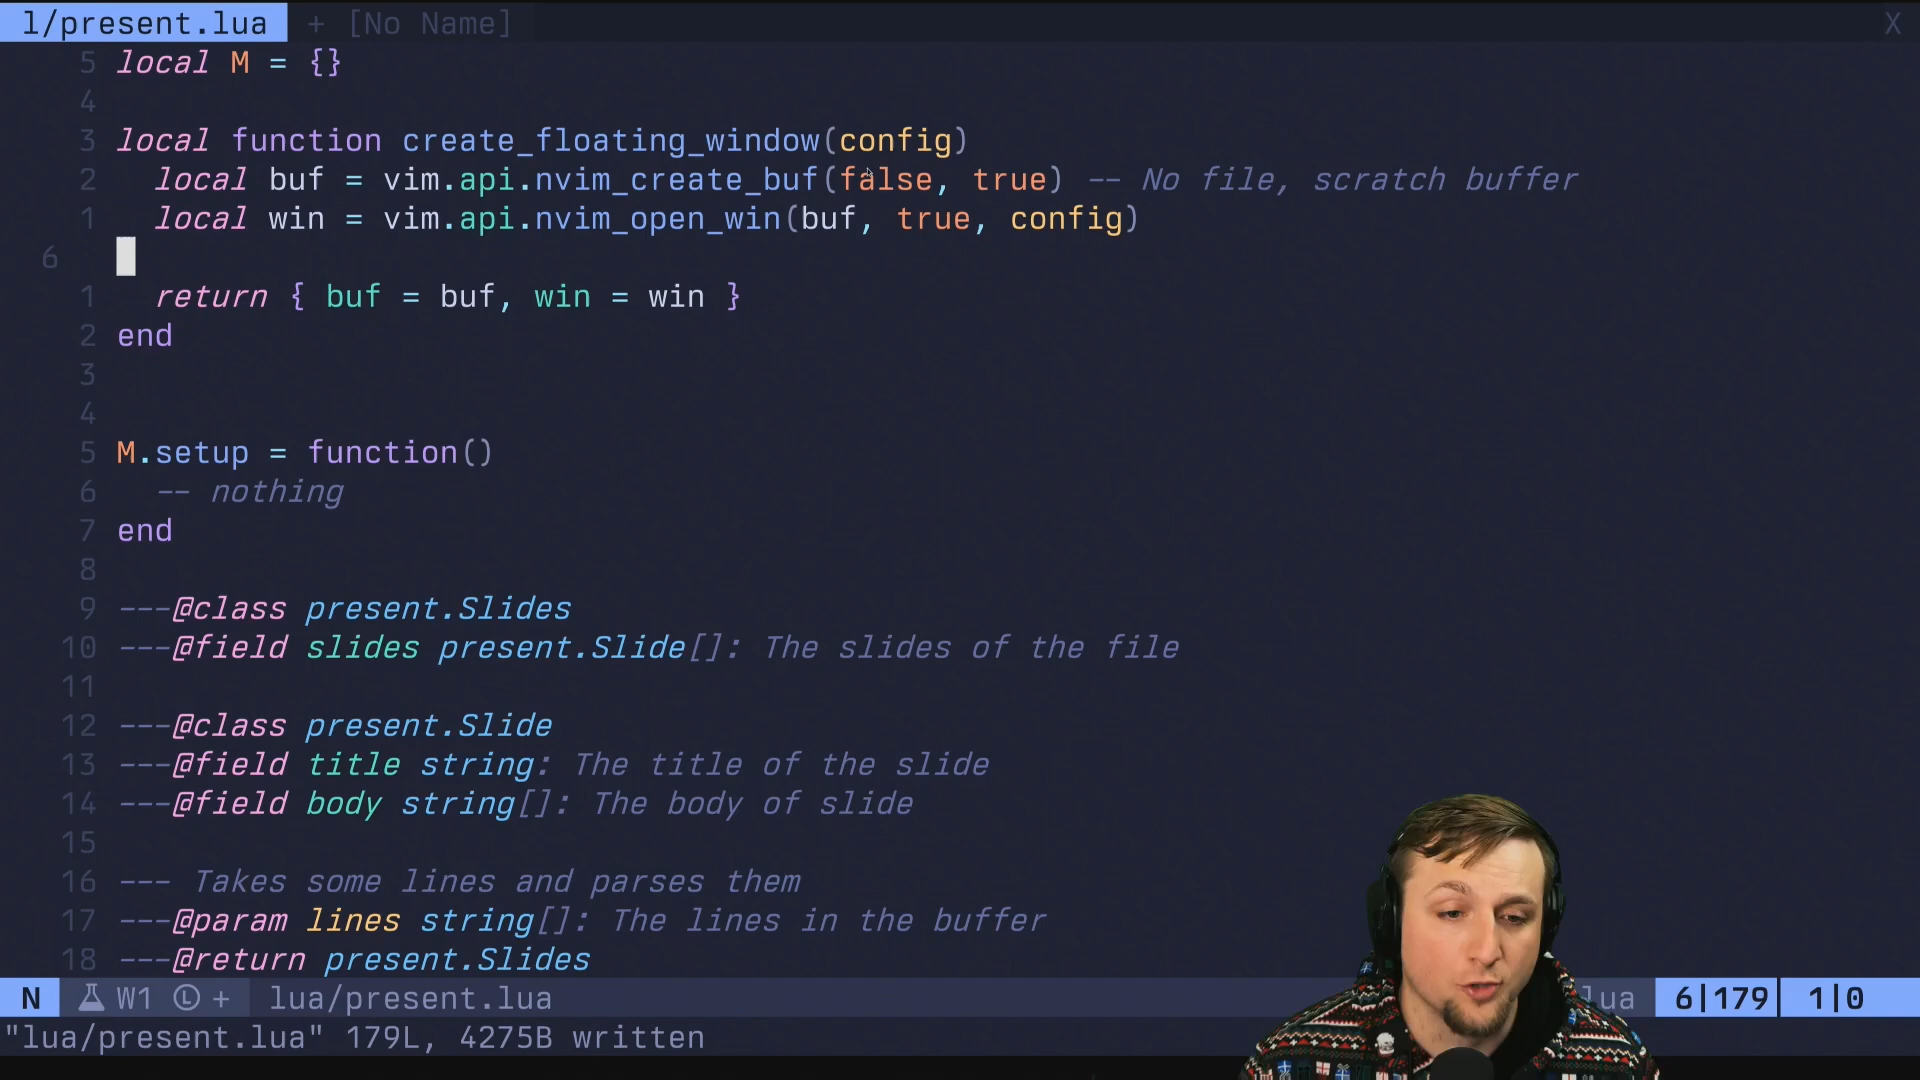 l/present.lua + [No Name] X
5 local M = {}
4
3 local function create_floating_window(config)
2 local buf = vim.api.nvim_create_buf(false, true) -- No file, scratch buffer
1 local win = vim.api.nvim_open_win(buf, true, config)
6
1 return { buf = buf, win = win }
2 end
3
4
5 M.setup = function()
6 -- nothing
7 end
8
9 ---@class present.Slides
10 ---@field slides present.Slide[]: The slides of the file
11
12 ---@class present.Slide
13 ---@field title string: The title of the slide
14 ---@field body string[]: The body of slide
15
16 --- Takes some lines and parses them
17 ---@param lines string[]: The lines in the buffer
18 ---@return present.Slides
N W1 L + lua/present.lua lua 6|179 1|0
"lua/present.lua" 179L, 4275B written